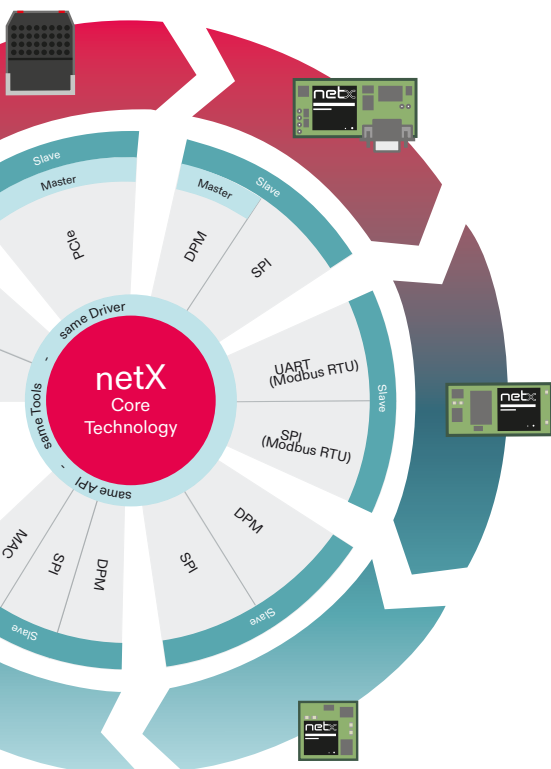 netX
Slave
Master
PCIe
Slave
Master
DPM
SPI
same Driver
-
same Tools
-
same API
netX
Core
Technology
UART
(Modbus RTU)
SPI
(Modbus RTU)
Slave
netX
DPM
SPI
Slave
MAC
SPI
DPM
Slave
netX